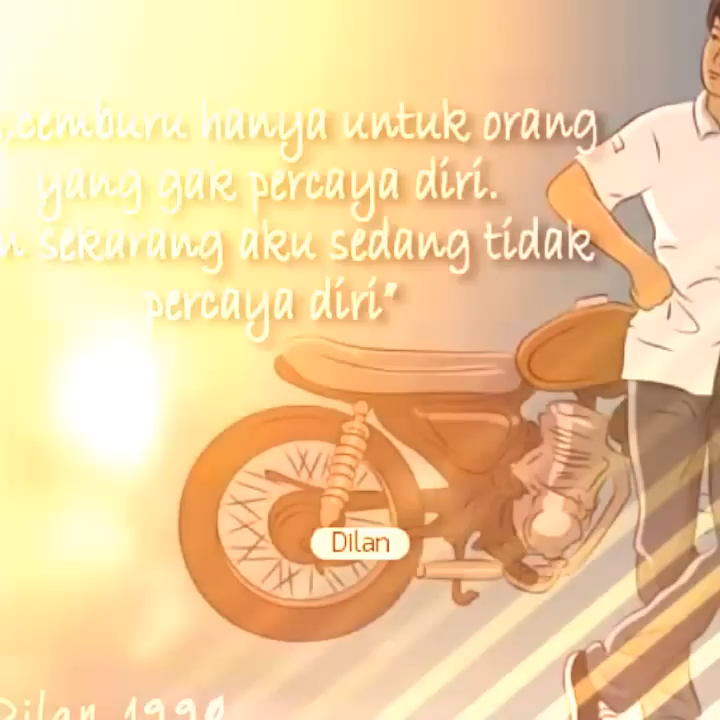 ,cemburu hanya untuk orang
yang gak percaya diri.
sekarang aku sedang tidak
percaya diri"
Dilan
Dilan 1990